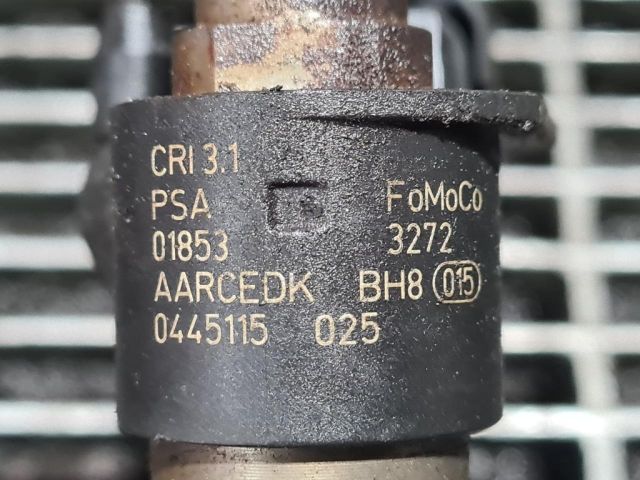 CRI 3.1
PSA FoMoCo
01853 3272
AARCEDK BH8 015
0445115 025